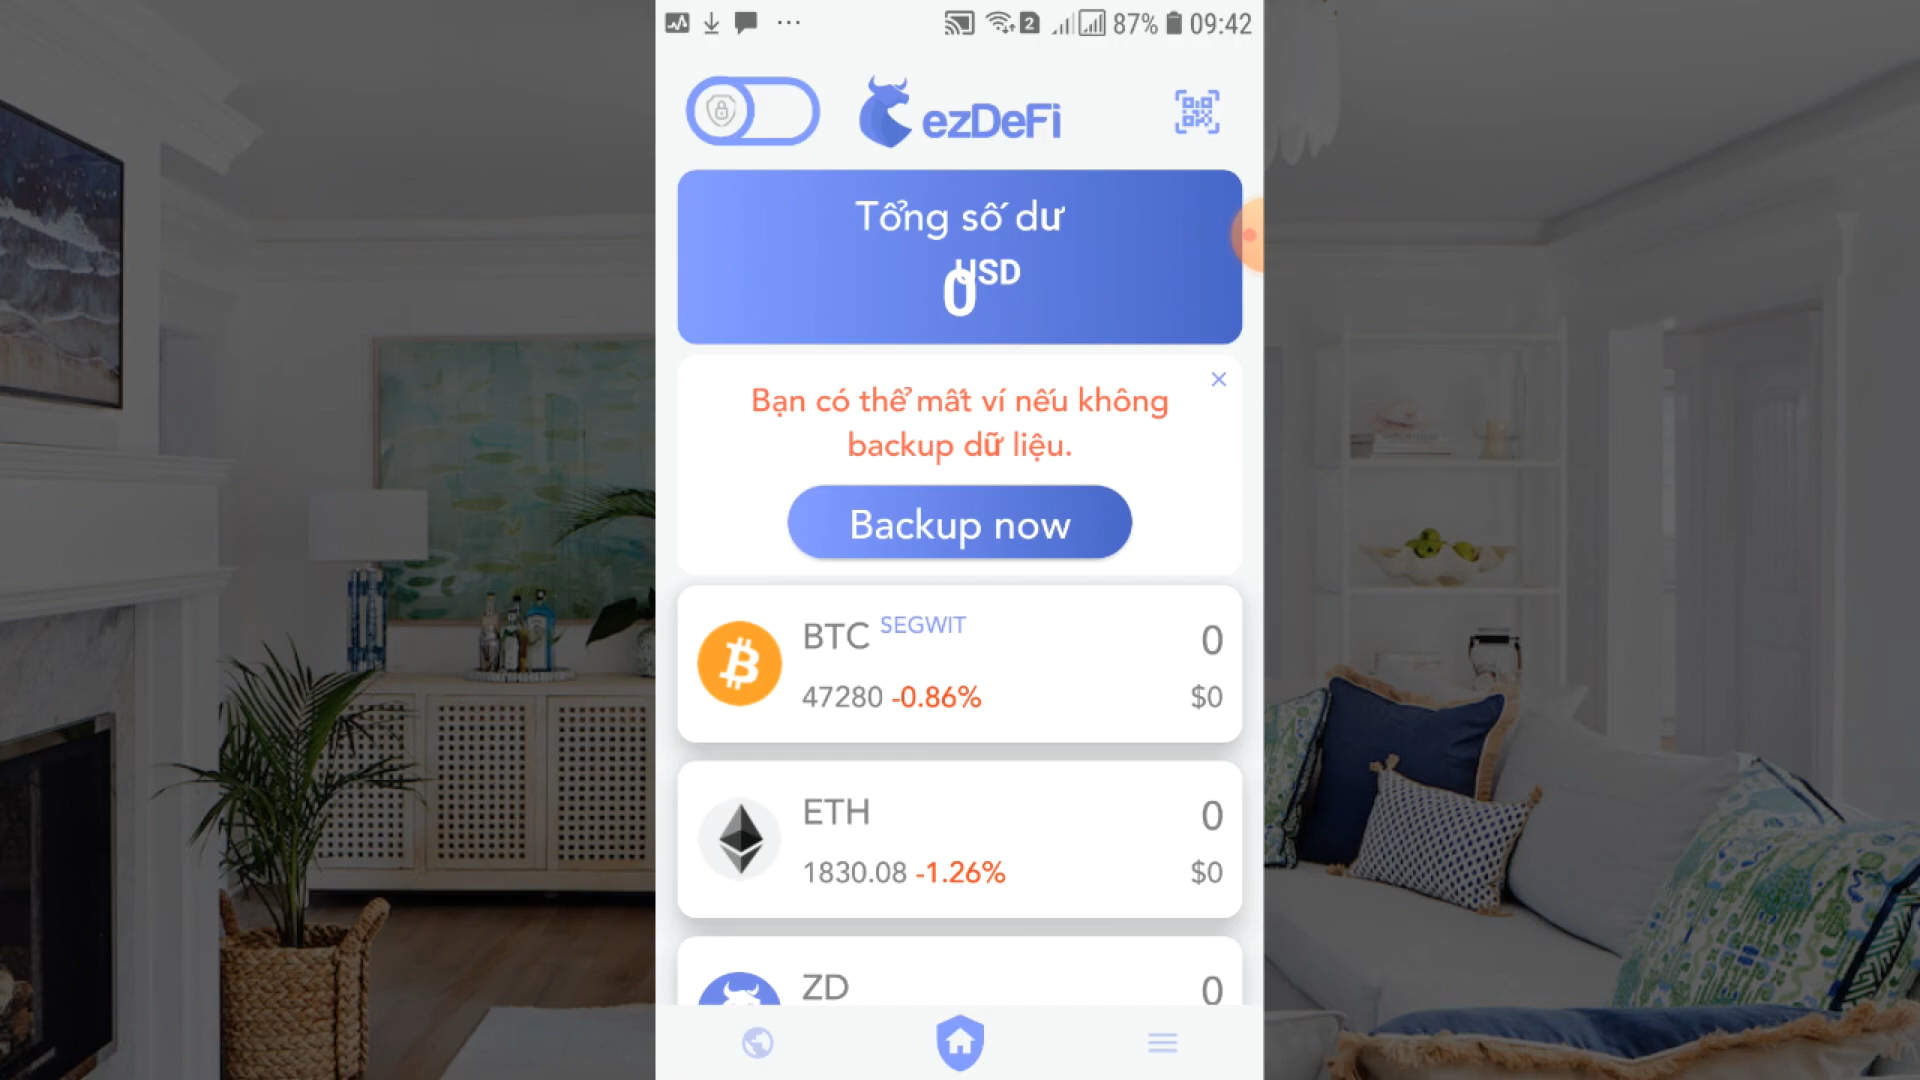 2 87% 09:42
ezDeFi
Tổng số dư
USD
0
Bạn có thể mất ví nếu không
backup dữ liệu.
Backup now
BTC SEGWIT 0
47280 -0.86% $0
ETH 0
1830.08 -1.26% $0
ZD 0